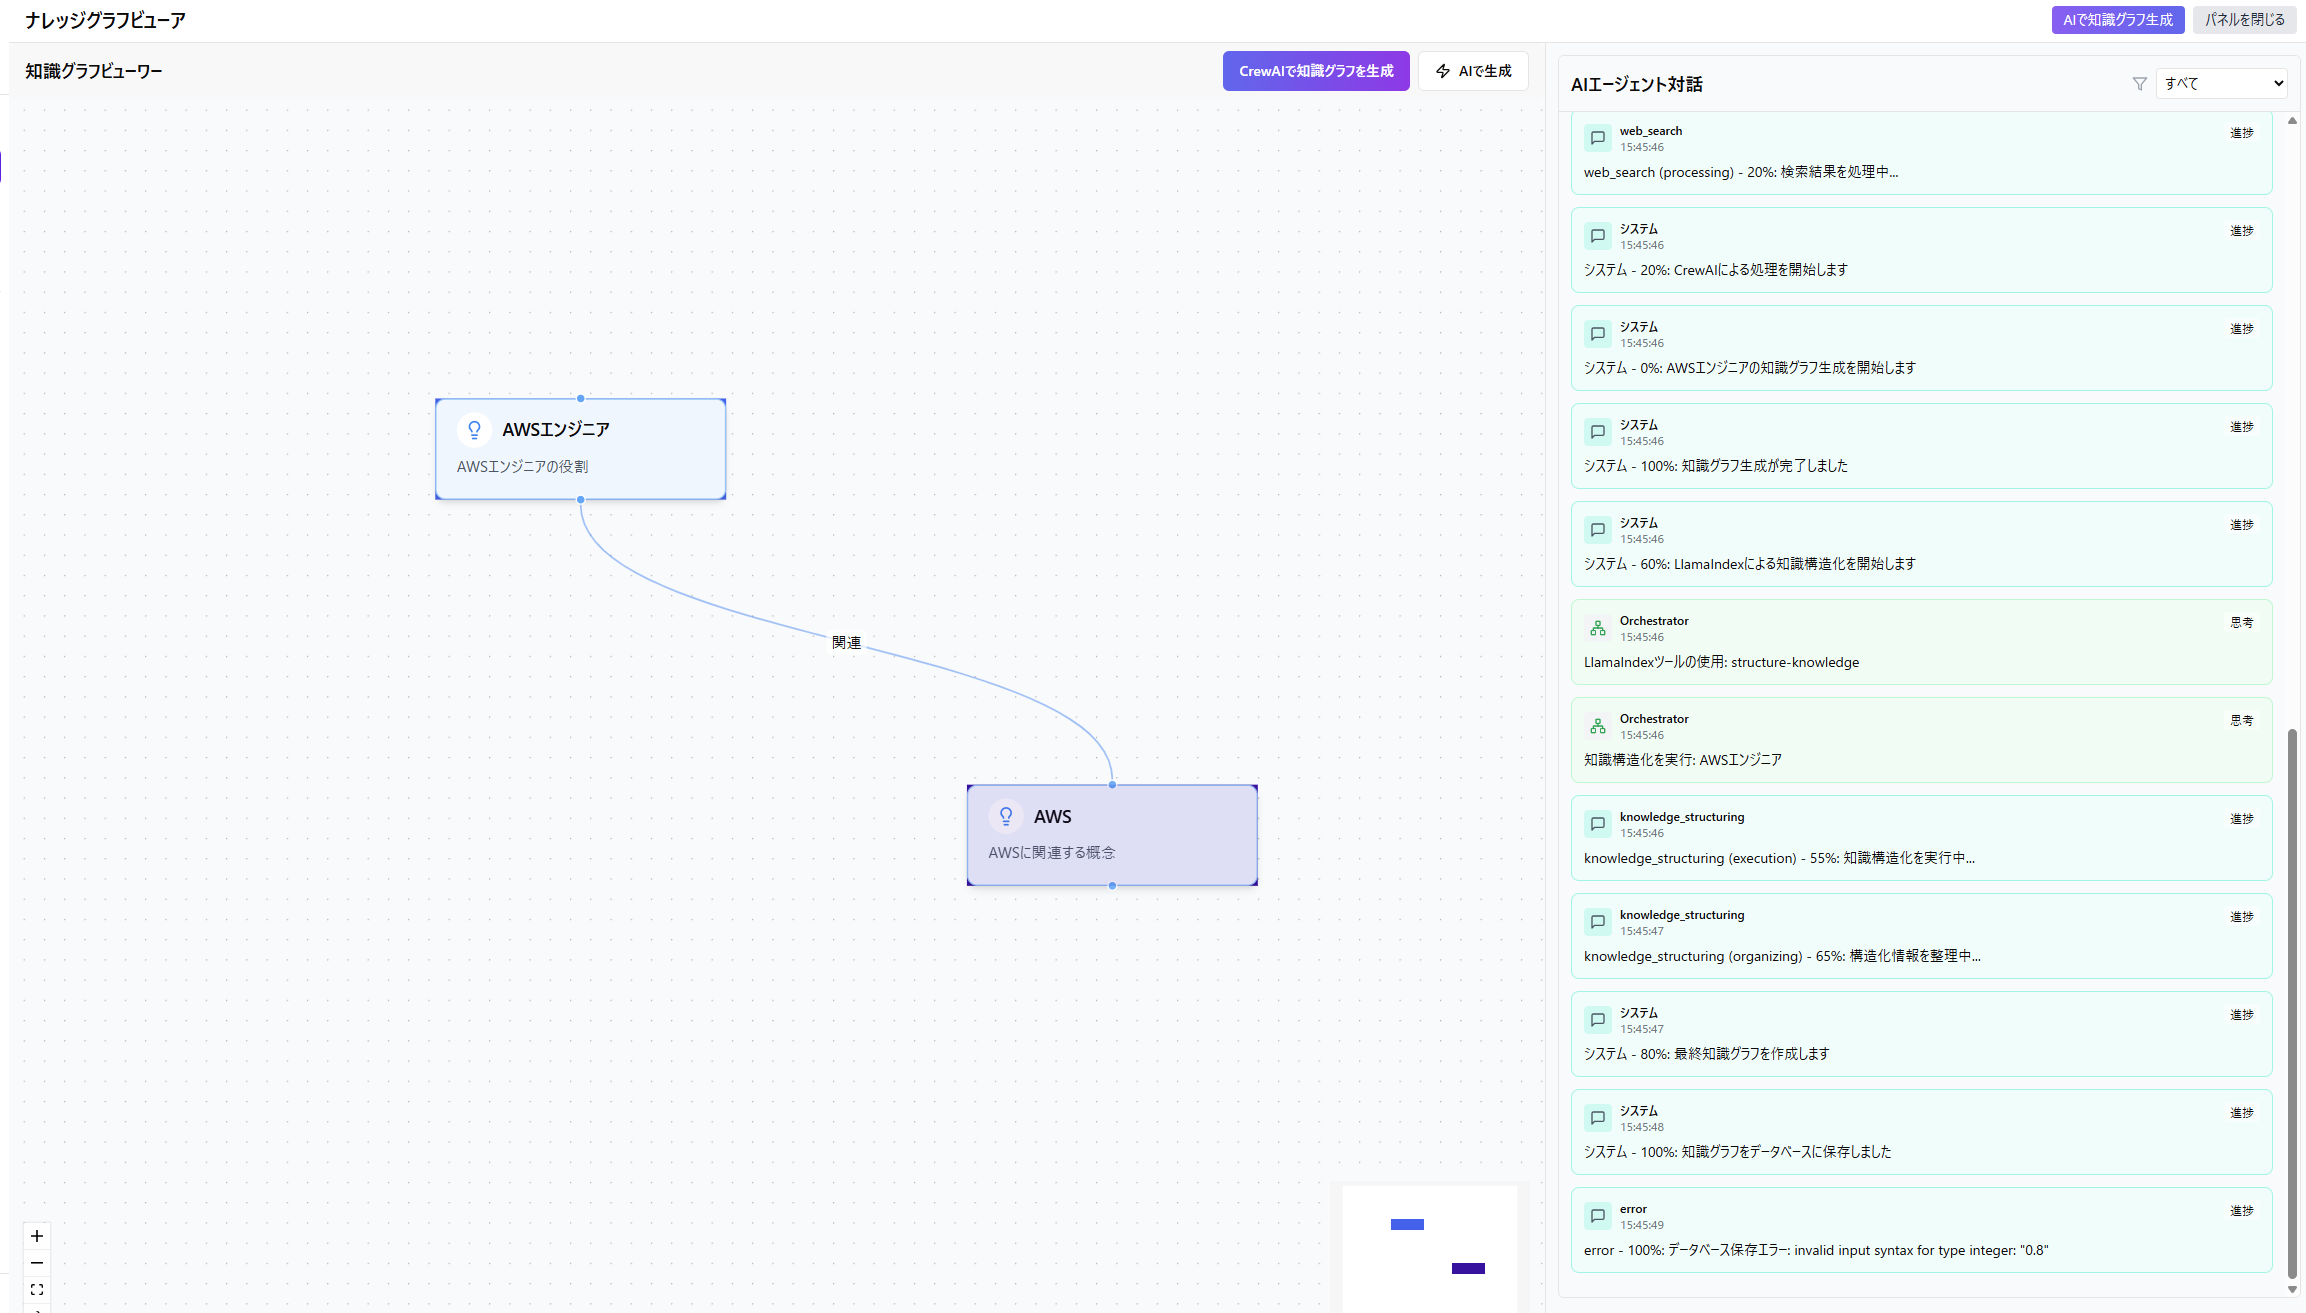 ナレッジグラフビューア
AIで知識グラフ生成
パネルを閉じる
知識グラフビューワー
CrewAIで知識グラフを生成
AIで生成
AWSエンジニア
AWSエンジニアの役割
関連
AWS
AWSに関連する概念
AIエージェント対話
すべて
web_search
進捗
15:45:46
web_search (processing) - 20%: 検索結果を処理中...
システム
進捗
15:45:46
システム - 20%: CrewAIによる処理を開始します
システム
進捗
15:45:46
システム - 0%: AWSエンジニアの知識グラフ生成を開始します
システム
進捗
15:45:46
システム - 100%: 知識グラフ生成が完了しました
システム
進捗
15:45:46
システム - 60%: LlamaIndexによる知識構造化を開始します
Orchestrator
思考
15:45:46
LlamaIndexツールの使用: structure-knowledge
Orchestrator
思考
15:45:46
知識構造化を実行: AWSエンジニア
knowledge_structuring
進捗
15:45:46
knowledge_structuring (execution) - 55%: 知識構造化を実行中...
knowledge_structuring
進捗
15:45:47
knowledge_structuring (organizing) - 65%: 構造化情報を整理中...
システム
進捗
15:45:47
システム - 80%: 最終知識グラフを作成します
システム
進捗
15:45:48
システム - 100%: 知識グラフをデータベースに保存しました
error
進捗
15:45:49
error - 100%: データベース保存エラー: invalid input syntax for type integer: "0.8"